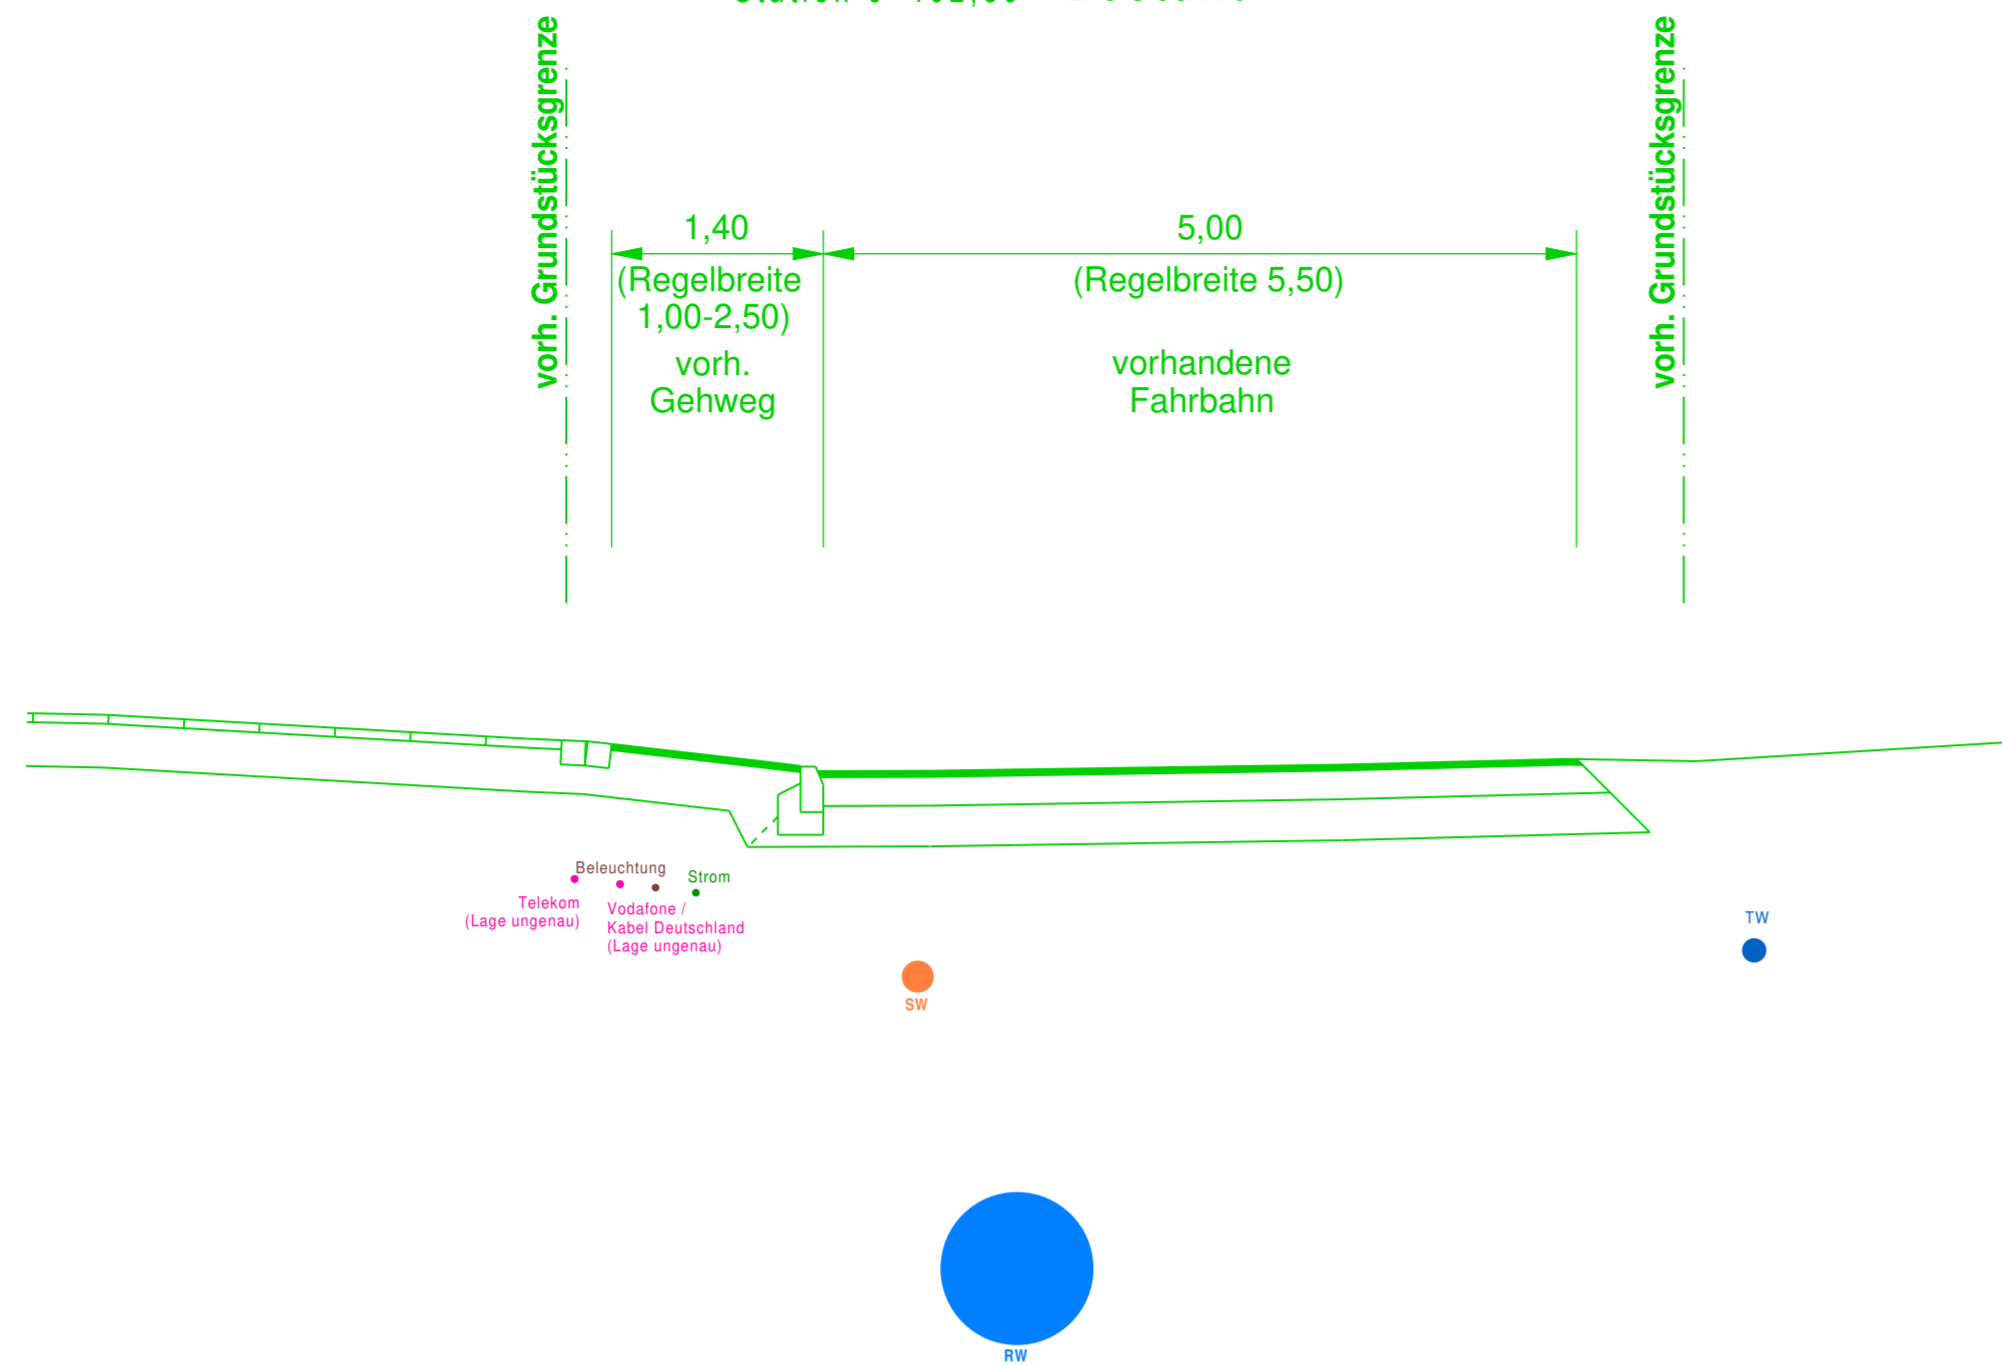 vorh. Grundstücksgrenze
vorh. Grundstücksgrenze
1,40
(Regelbreite
1,00-2,50)
vorh.
Gehweg
5,00
(Regelbreite 5,50)
vorhandene
Fahrbahn
Beleuchtung
Strom
Telekom
(Lage ungenau)
Vodafone /
Kabel Deutschland
(Lage ungenau)
TW
SW
RW